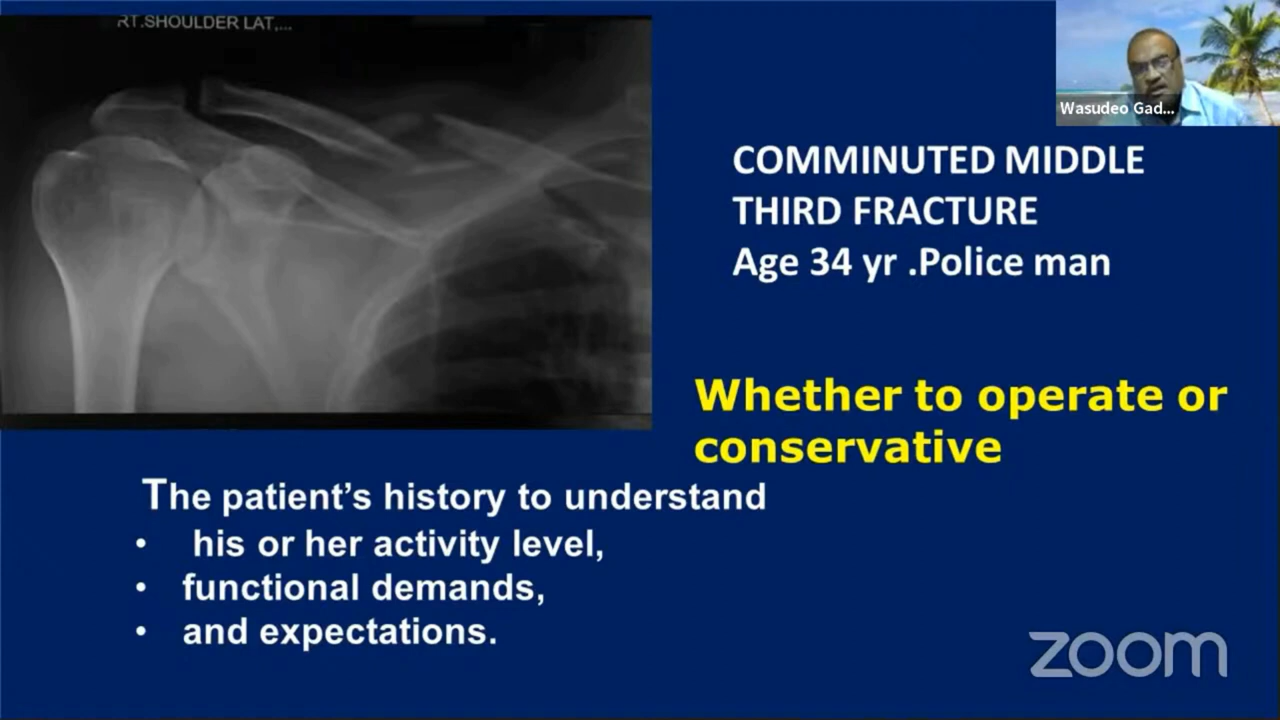 RT.SHOULDER LAT,...
Wasudeo Gad...
COMMINUTED MIDDLE
THIRD FRACTURE
Age 34 yr .Police man
Whether to operate or
conservative
The patient’s history to understand
• his or her activity level,
• functional demands,
• and expectations.
zoom